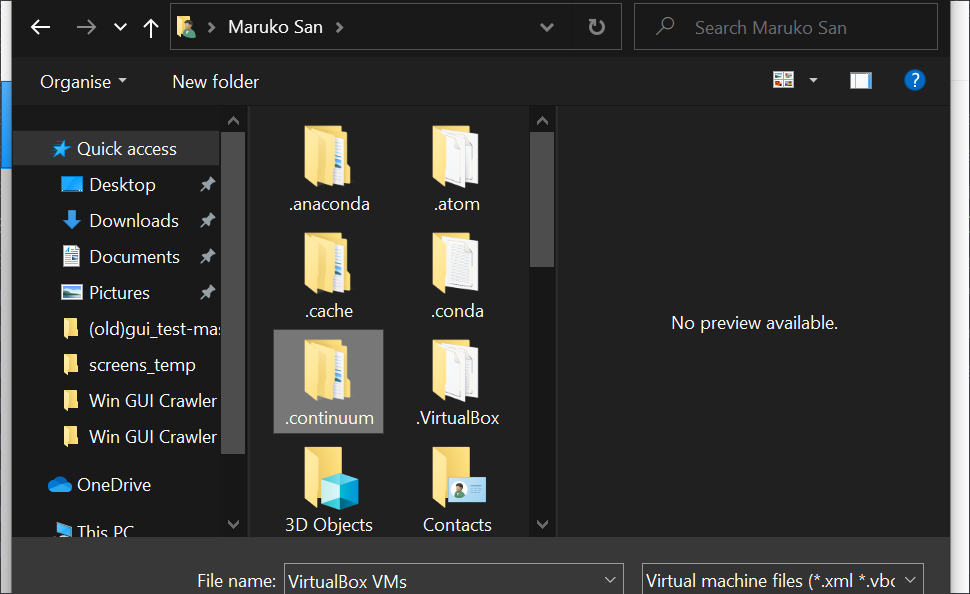 Maruko San
Search Maruko San
Organise
New folder
Quick access
Desktop
Downloads
Documents
Pictures
(old)gui_test-mas
screens_temp
Win GUI Crawler
Win GUI Crawler
OneDrive
This PC
.anaconda
.atom
.cache
.conda
.continuum
.VirtualBox
3D Objects
Contacts
No preview available.
File name:
VirtualBox VMs
Virtual machine files (*.xml *.vbo